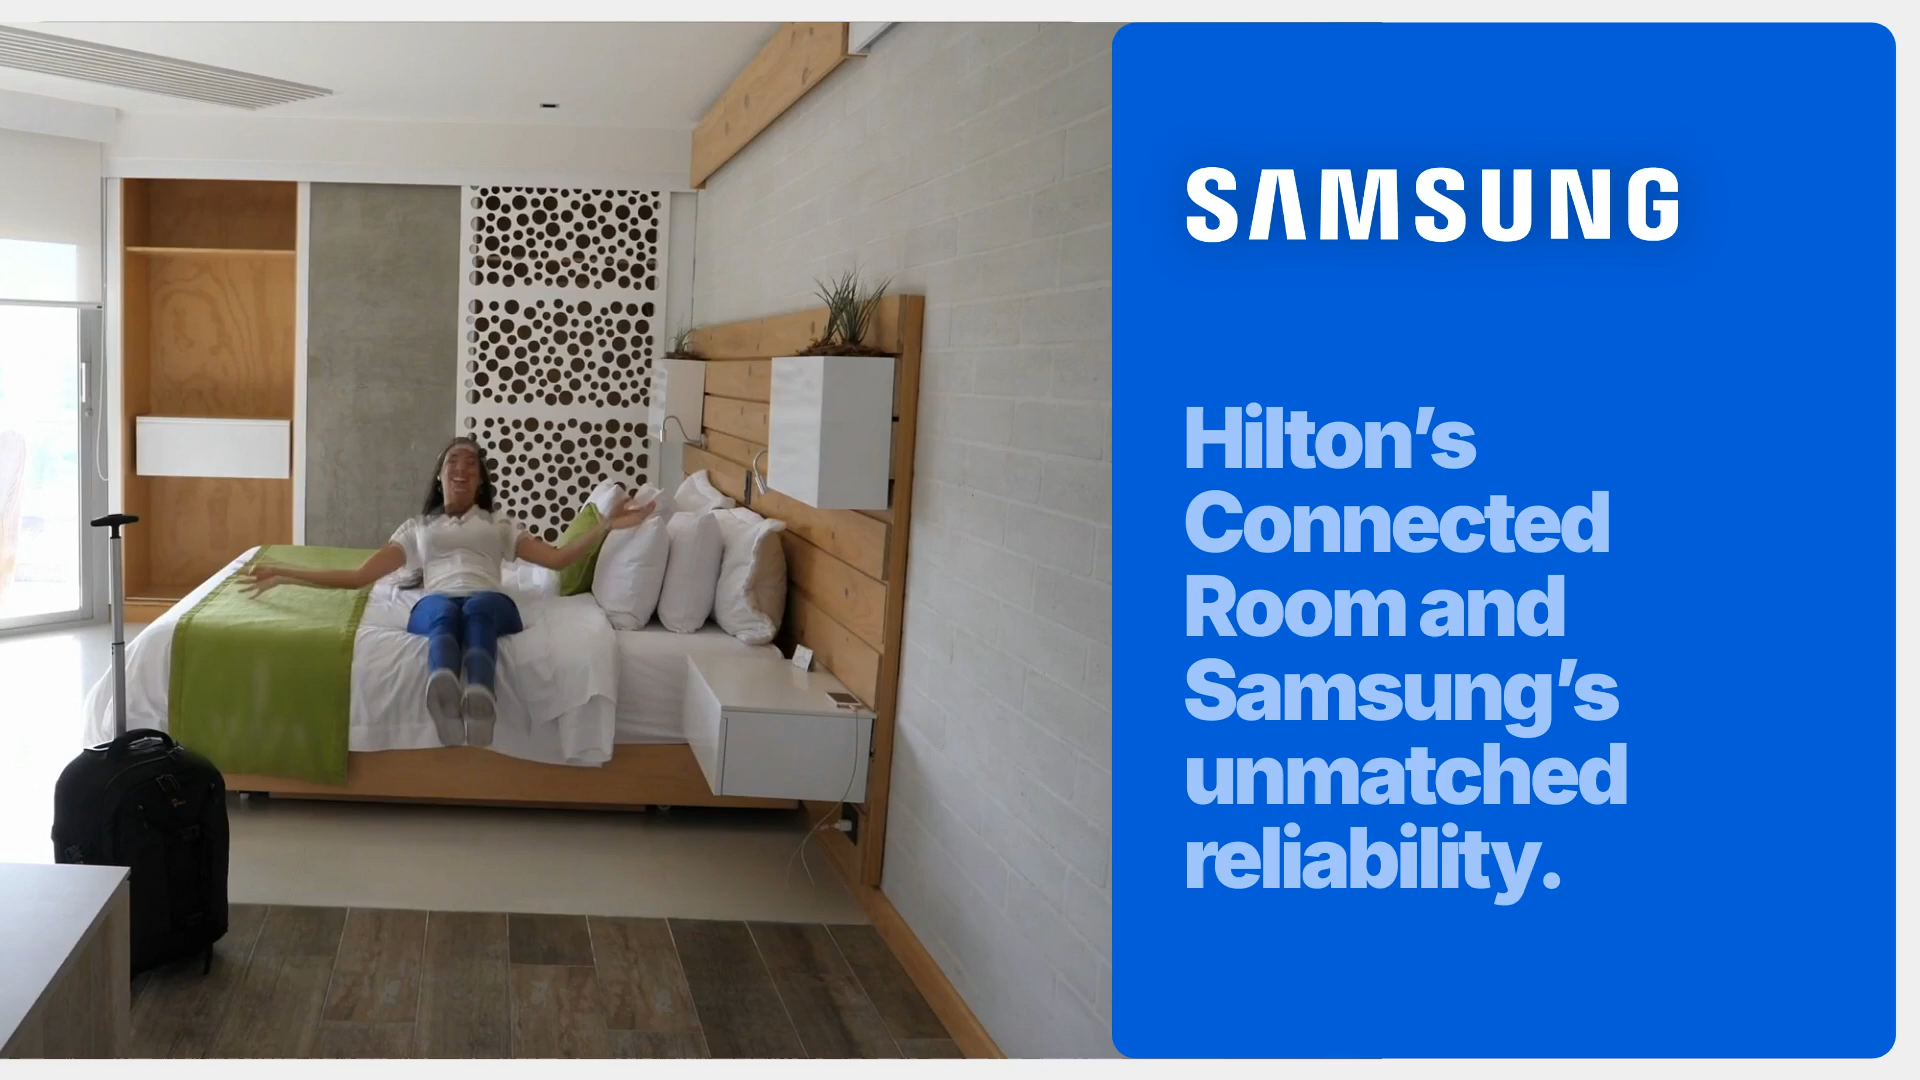 SAMSUNG
Hilton’s
Connected
Room and
Samsung’s
unmatched
reliability.